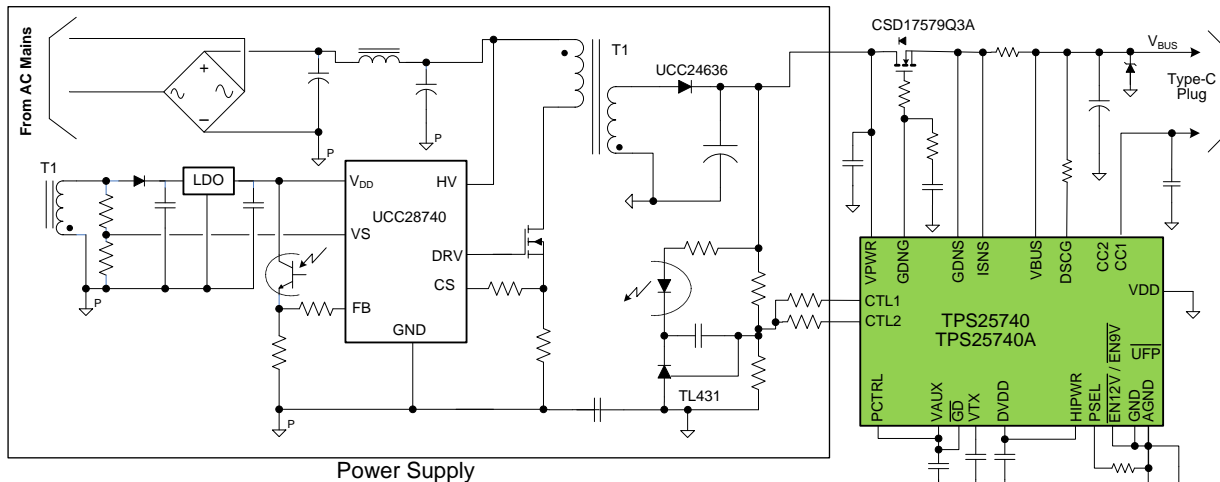 From AC Mains
T1
UCC24636
CSD17579Q3A
VBUS
Type-C
Plug
P
P
T1
LDO
VDD
HV
UCC28740
VS
DRV
CS
FB
GND
P
P
TL431
Power Supply
VPWR
GDNG
GDNS
ISNS
VBUS
DSCG
CC2
CC1
CTL1
CTL2
VDD
TPS25740
TPS25740A
UFP
PCTRL
VAUX
GD
VTX
DVDD
HIPWR
PSEL
EN12V / EN9V
GND
AGND